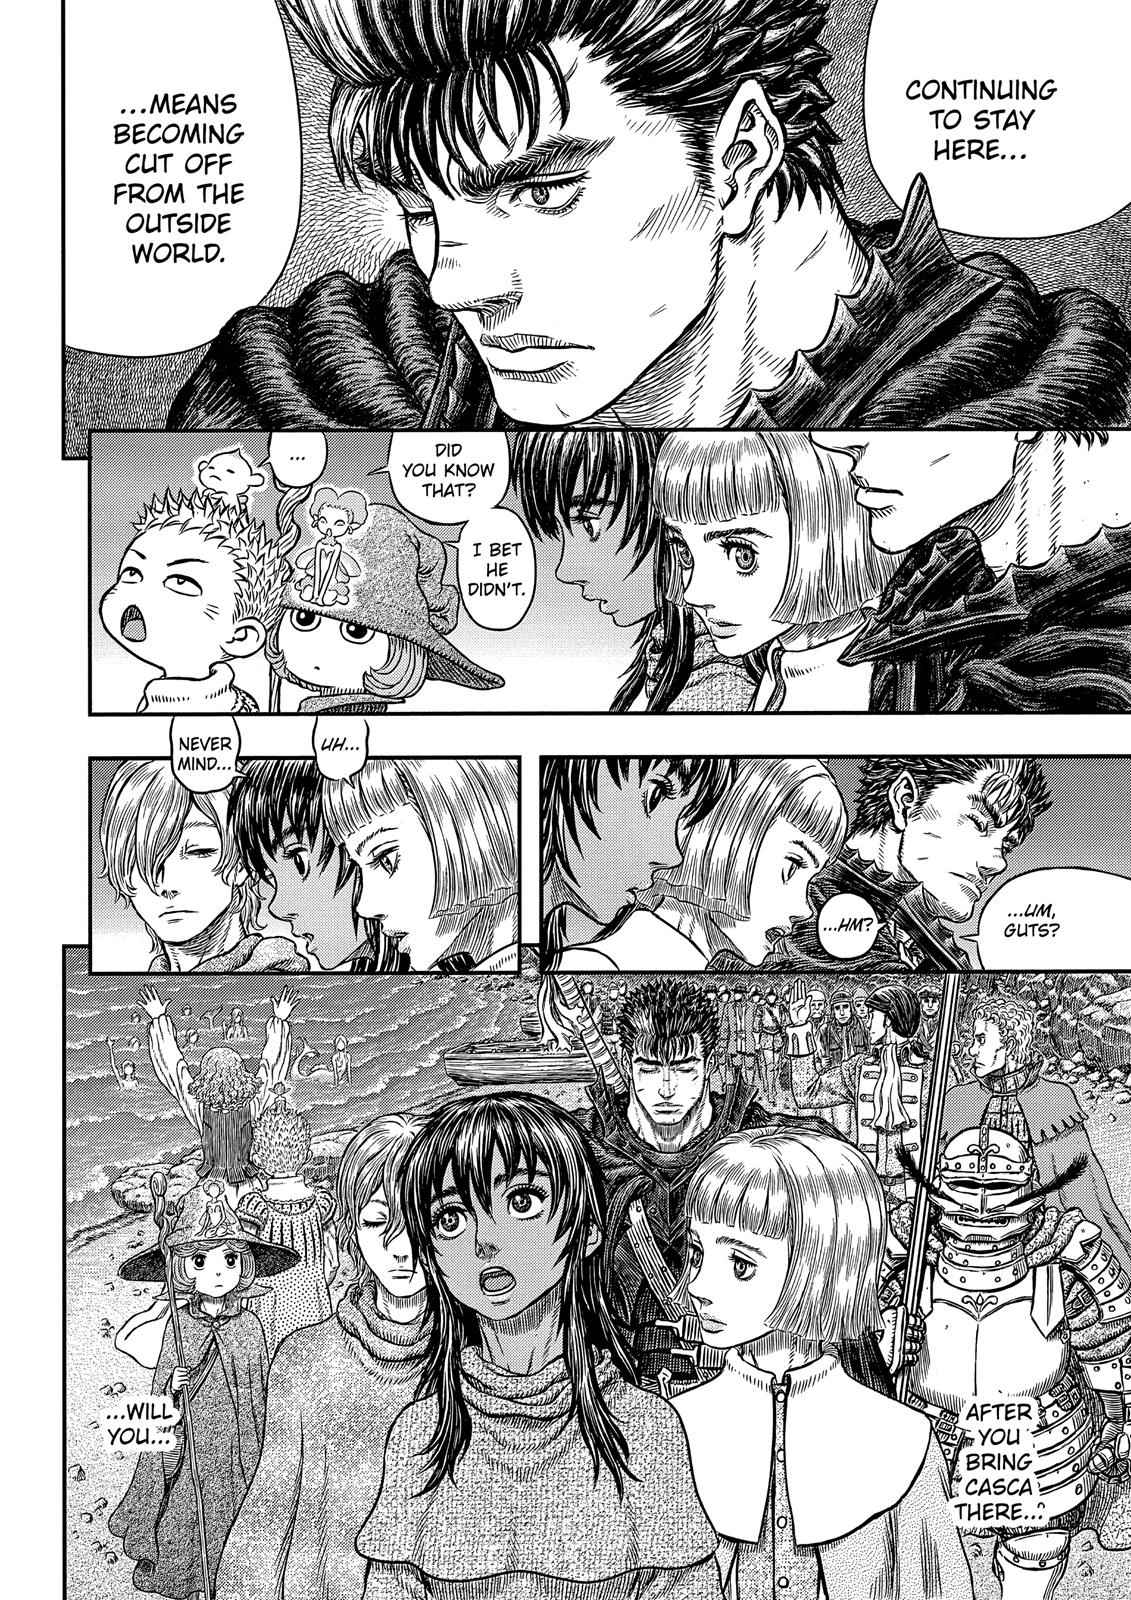 CONTINUING
TO STAY
HERE...
...MEANS
BECOMING
CUT OFF
FROM THE
OUTSIDE
WORLD.
DID
YOU KNOW
THAT?
I BET
HE
DIDN'T.
...
...UM,
GUTS?
...HM?
UH...
NEVER
MIND...
AFTER
YOU
BRING
CASCA
THERE...
...WILL
YOU...